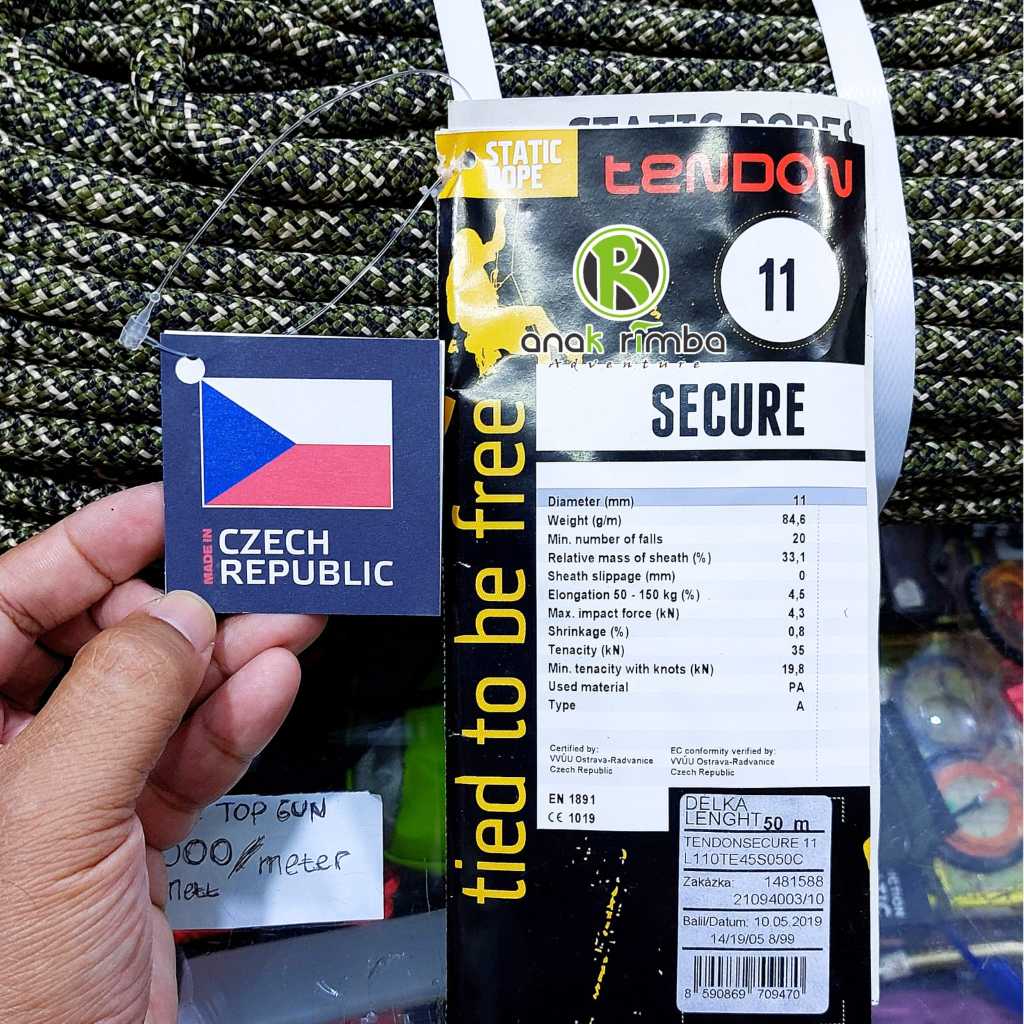 STATIC ROPES
STATIC
ROPE
tendon
R
anak rimba
Adventure
11
SECURE
tied to be free
Diameter (mm) 11
Weight (g/m) 84,6
Min. number of falls 20
Relative mass of sheath (%) 33,1
Sheath slippage (mm) 0
Elongation 50 - 150 kg (%) 4,5
Max. impact force (kN) 4,3
Shrinkage (%) 0,8
Tenacity (kN) 35
Min. tenacity with knots (kN) 19,8
Used material PA
Type A
Certified by:
VVÚÚ Ostrava-Radvanice
Czech Republic
EC conformity verified by:
VVÚÚ Ostrava-Radvanice
Czech Republic
EN 1891
CE 1019
DÉLKA
LENGHT 50 m
TENDONSECURE 11
L110TE45S050C
Zakázka: 1481588
21094003/10
Balil/Datum: 10.05.2019
14/19/05 8/99
8 590869 709470
MADE IN
CZECH
REPUBLIC
TOP GUN
000/meter